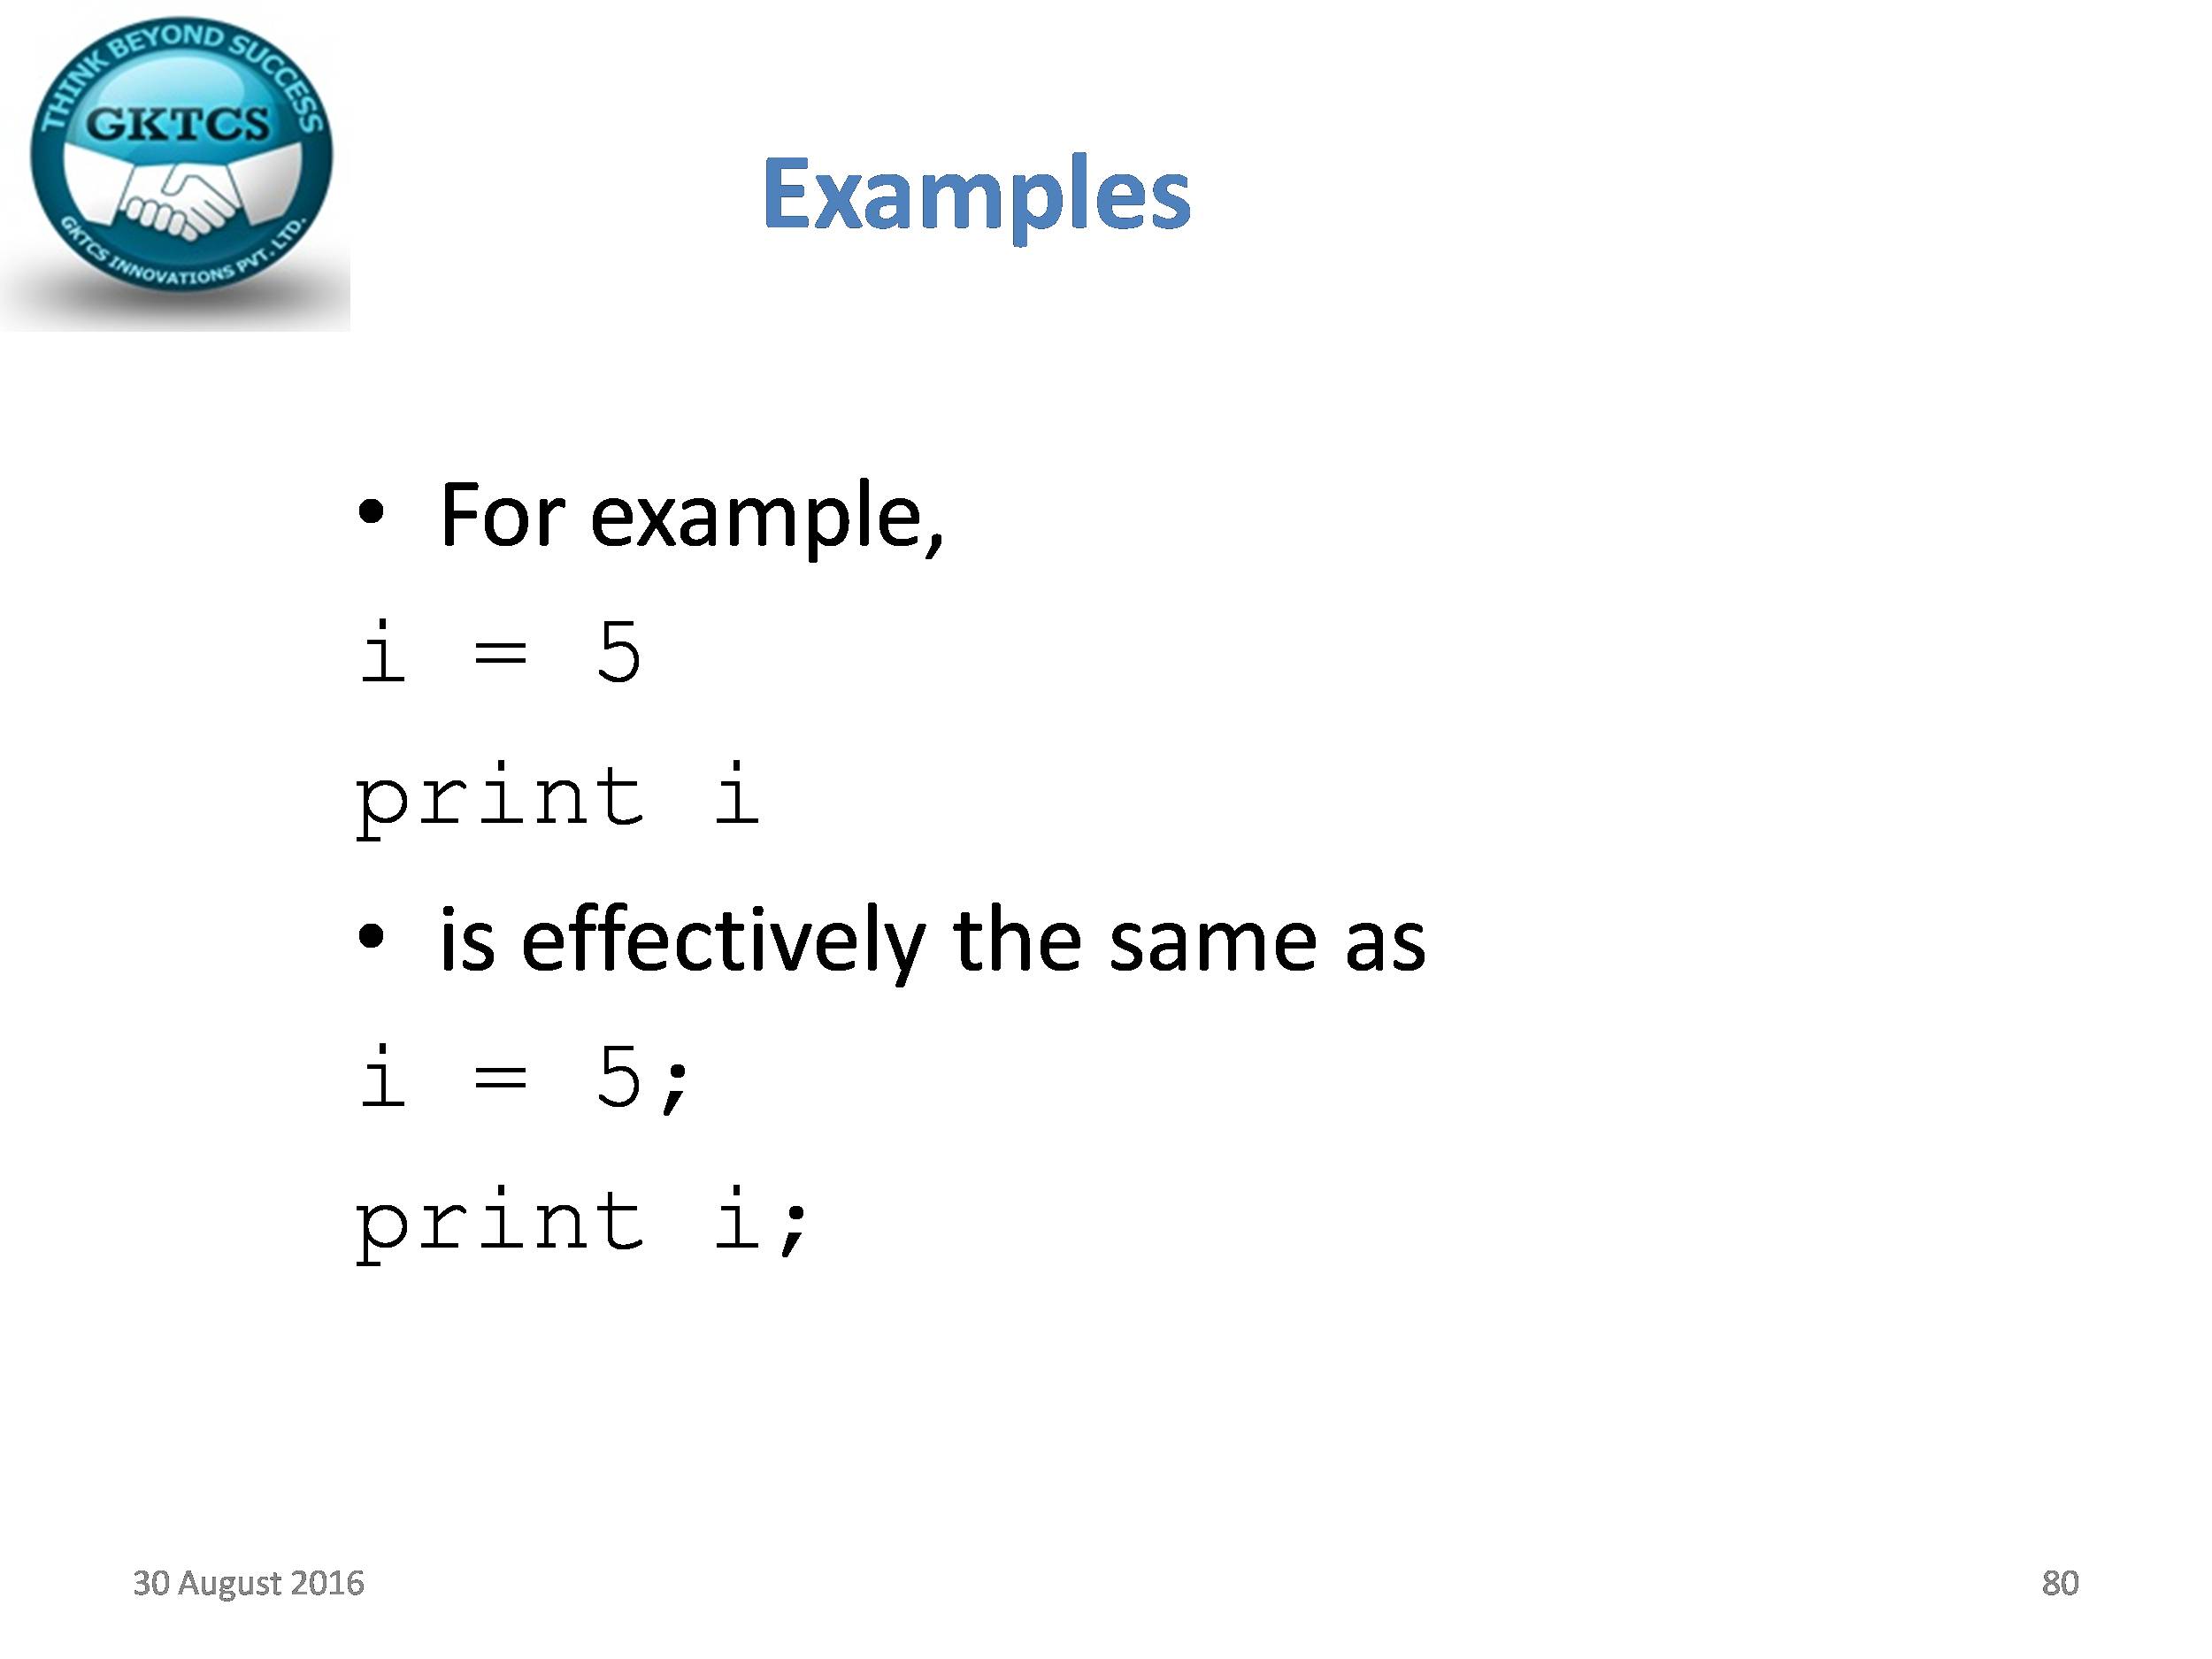 THINK BEYOND SUCCESS
GKTCS
GKTCS INNOVATIONS PVT. LTD.
Examples
• For example,
i = 5
print i
• is effectively the same as
i = 5;
print i;
30 August 2016
80